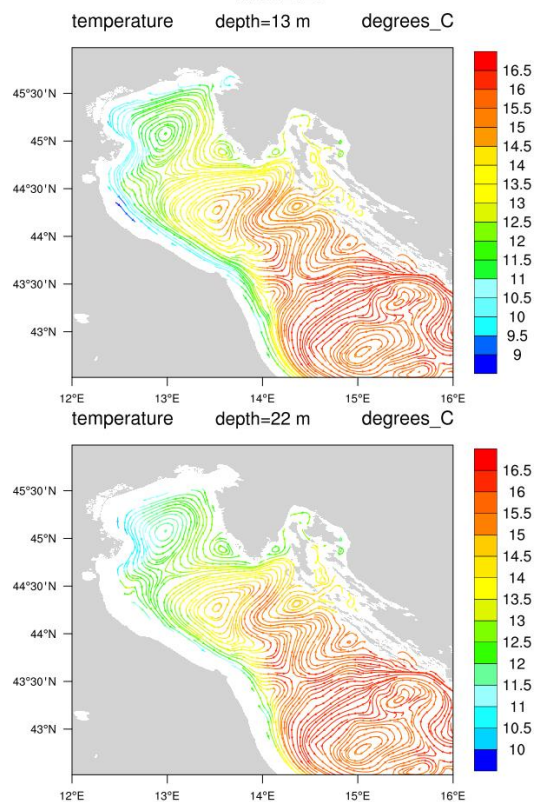 temperature depth=13 m degrees_C
45°30'N
45°N
44°30'N
44°N
43°30'N
43°N
12°E 13°E 14°E 15°E 16°E
16.5
16
15.5
15
14.5
14
13.5
13
12.5
12
11.5
11
10.5
10
9.5
9
temperature depth=22 m degrees_C
45°30'N
45°N
44°30'N
44°N
43°30'N
43°N
12°E 13°E 14°E 15°E 16°E
16.5
16
15.5
15
14.5
14
13.5
13
12.5
12
11.5
11
10.5
10